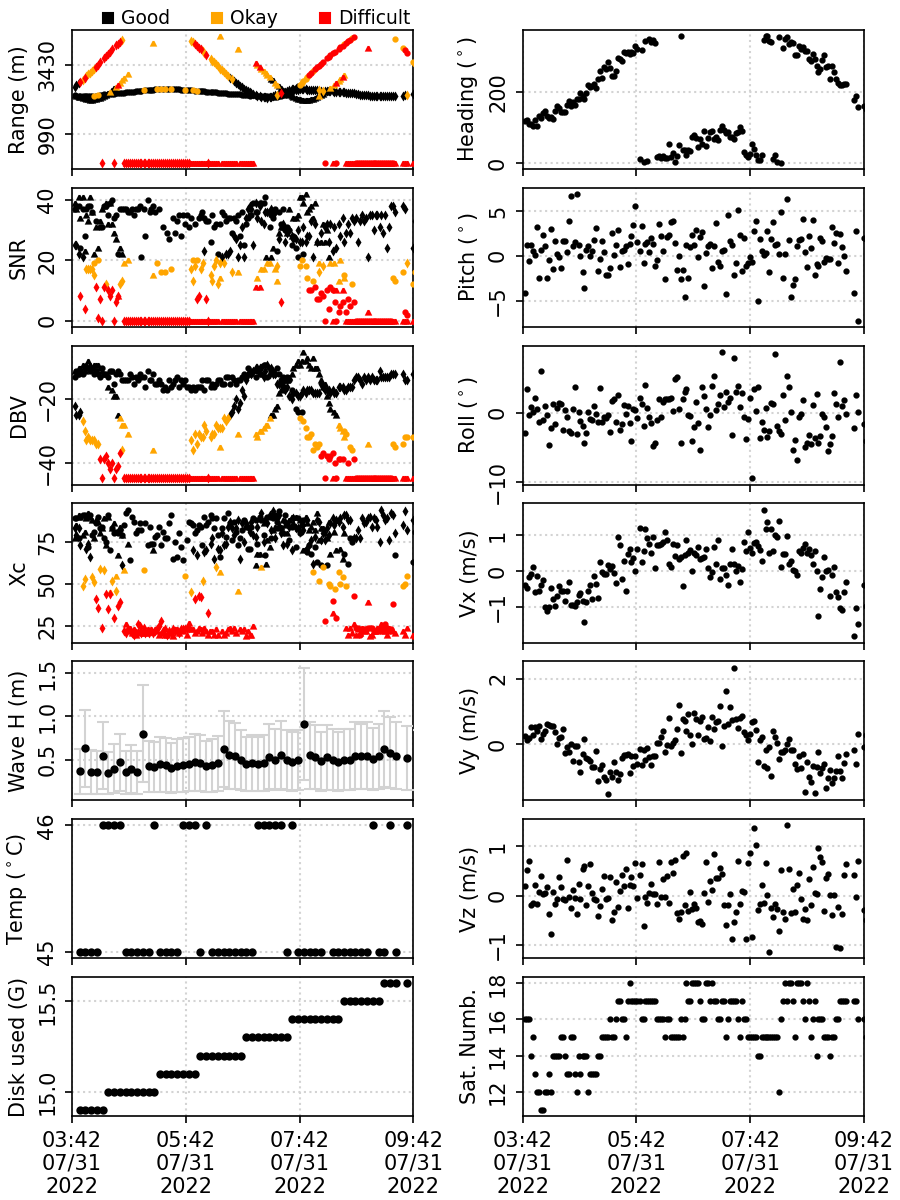 Good Okay Difficult
Range (m)
3430
990
Heading (°)
200
0
SNR
40
20
0
Pitch (°)
5
0
−5
DBV
−20
−40
Roll (°)
0
−10
Xc
75
50
25
Vx (m/s)
1
0
−1
Wave H (m)
1.5
1.0
0.5
Vy (m/s)
2
0
Temp (°C)
46
45
Vz (m/s)
1
0
−1
Disk used (G)
15.5
15.0
Sat. Numb.
18
16
14
12
03:42 05:42 07:42 09:42 03:42 05:42 07:42 09:42
07/31 07/31 07/31 07/31 07/31 07/31 07/31 07/31
2022 2022 2022 2022 2022 2022 2022 2022